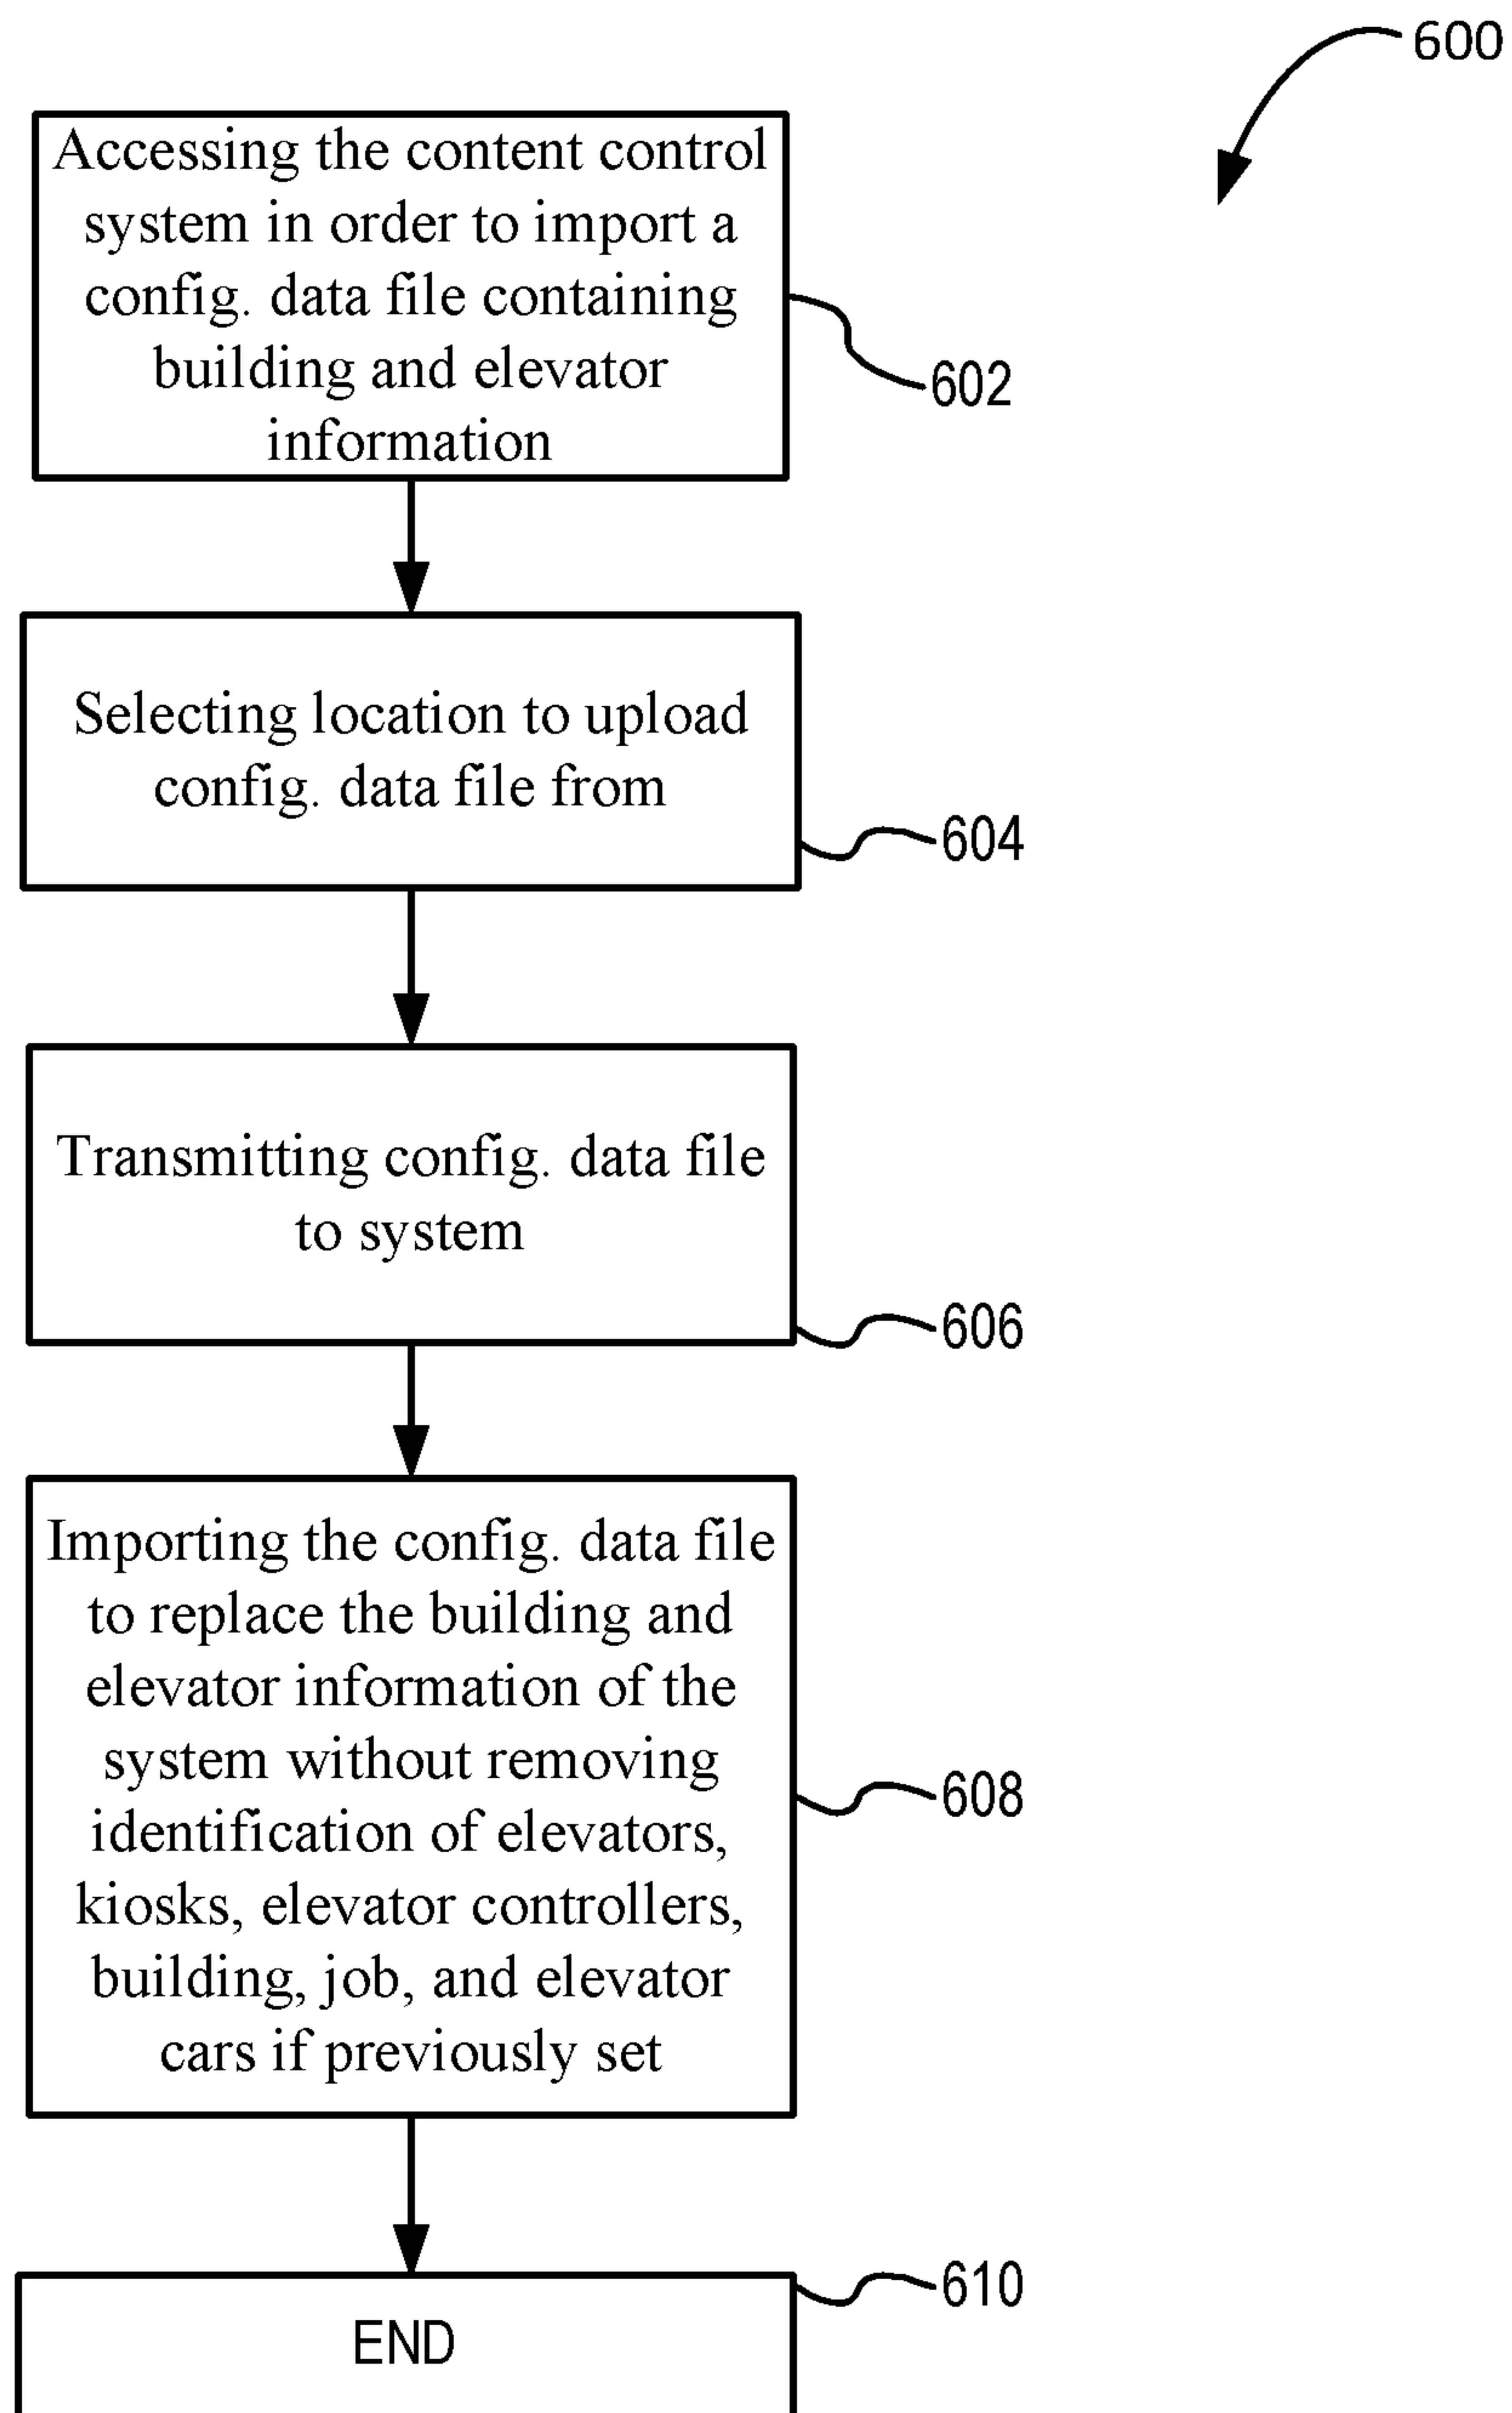 600
Accessing the content control
system in order to import a
config. data file containing
building and elevator
information
602
Selecting location to upload
config. data file from
604
Transmitting config. data file
to system
606
Importing the config. data file
to replace the building and
elevator information of the
system without removing
identification of elevators,
kiosks, elevator controllers,
building, job, and elevator
cars if previously set
608
610
END